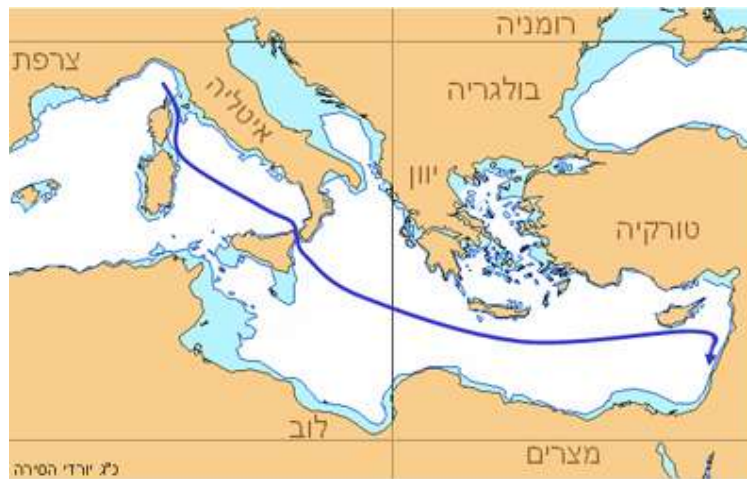 רומניה
צרפת
בולגריה
איטליה
יוון
טורקיה
לוב
מצרים
כ"ג יורדי הסירה